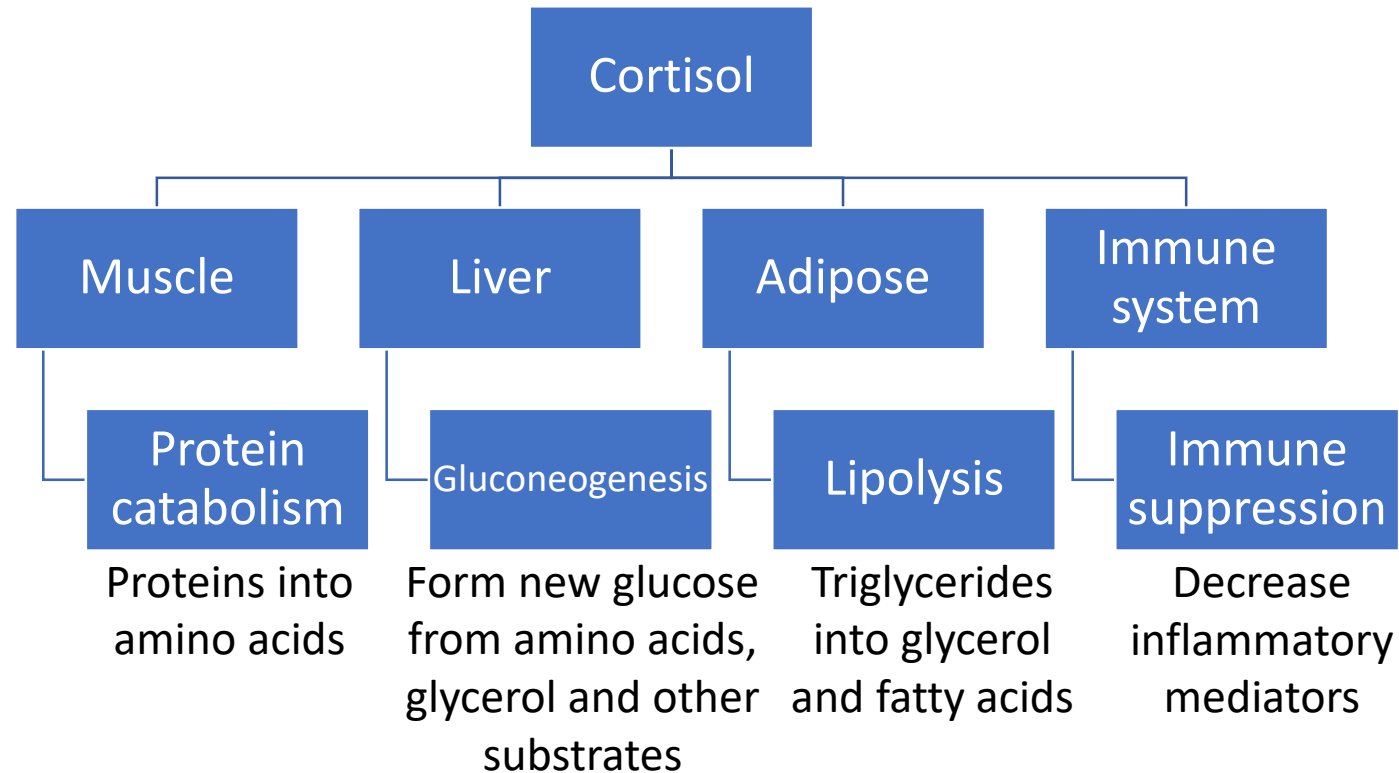 Cortisol
Muscle
Liver
Adipose
Immune
system
Protein
catabolism
Gluconeogenesis
Lipolysis
Immune
suppression
Proteins into
amino acids
Form new glucose
from amino acids,
glycerol and other
substrates
Triglycerides
into glycerol
and fatty acids
Decrease
inflammatory
mediators